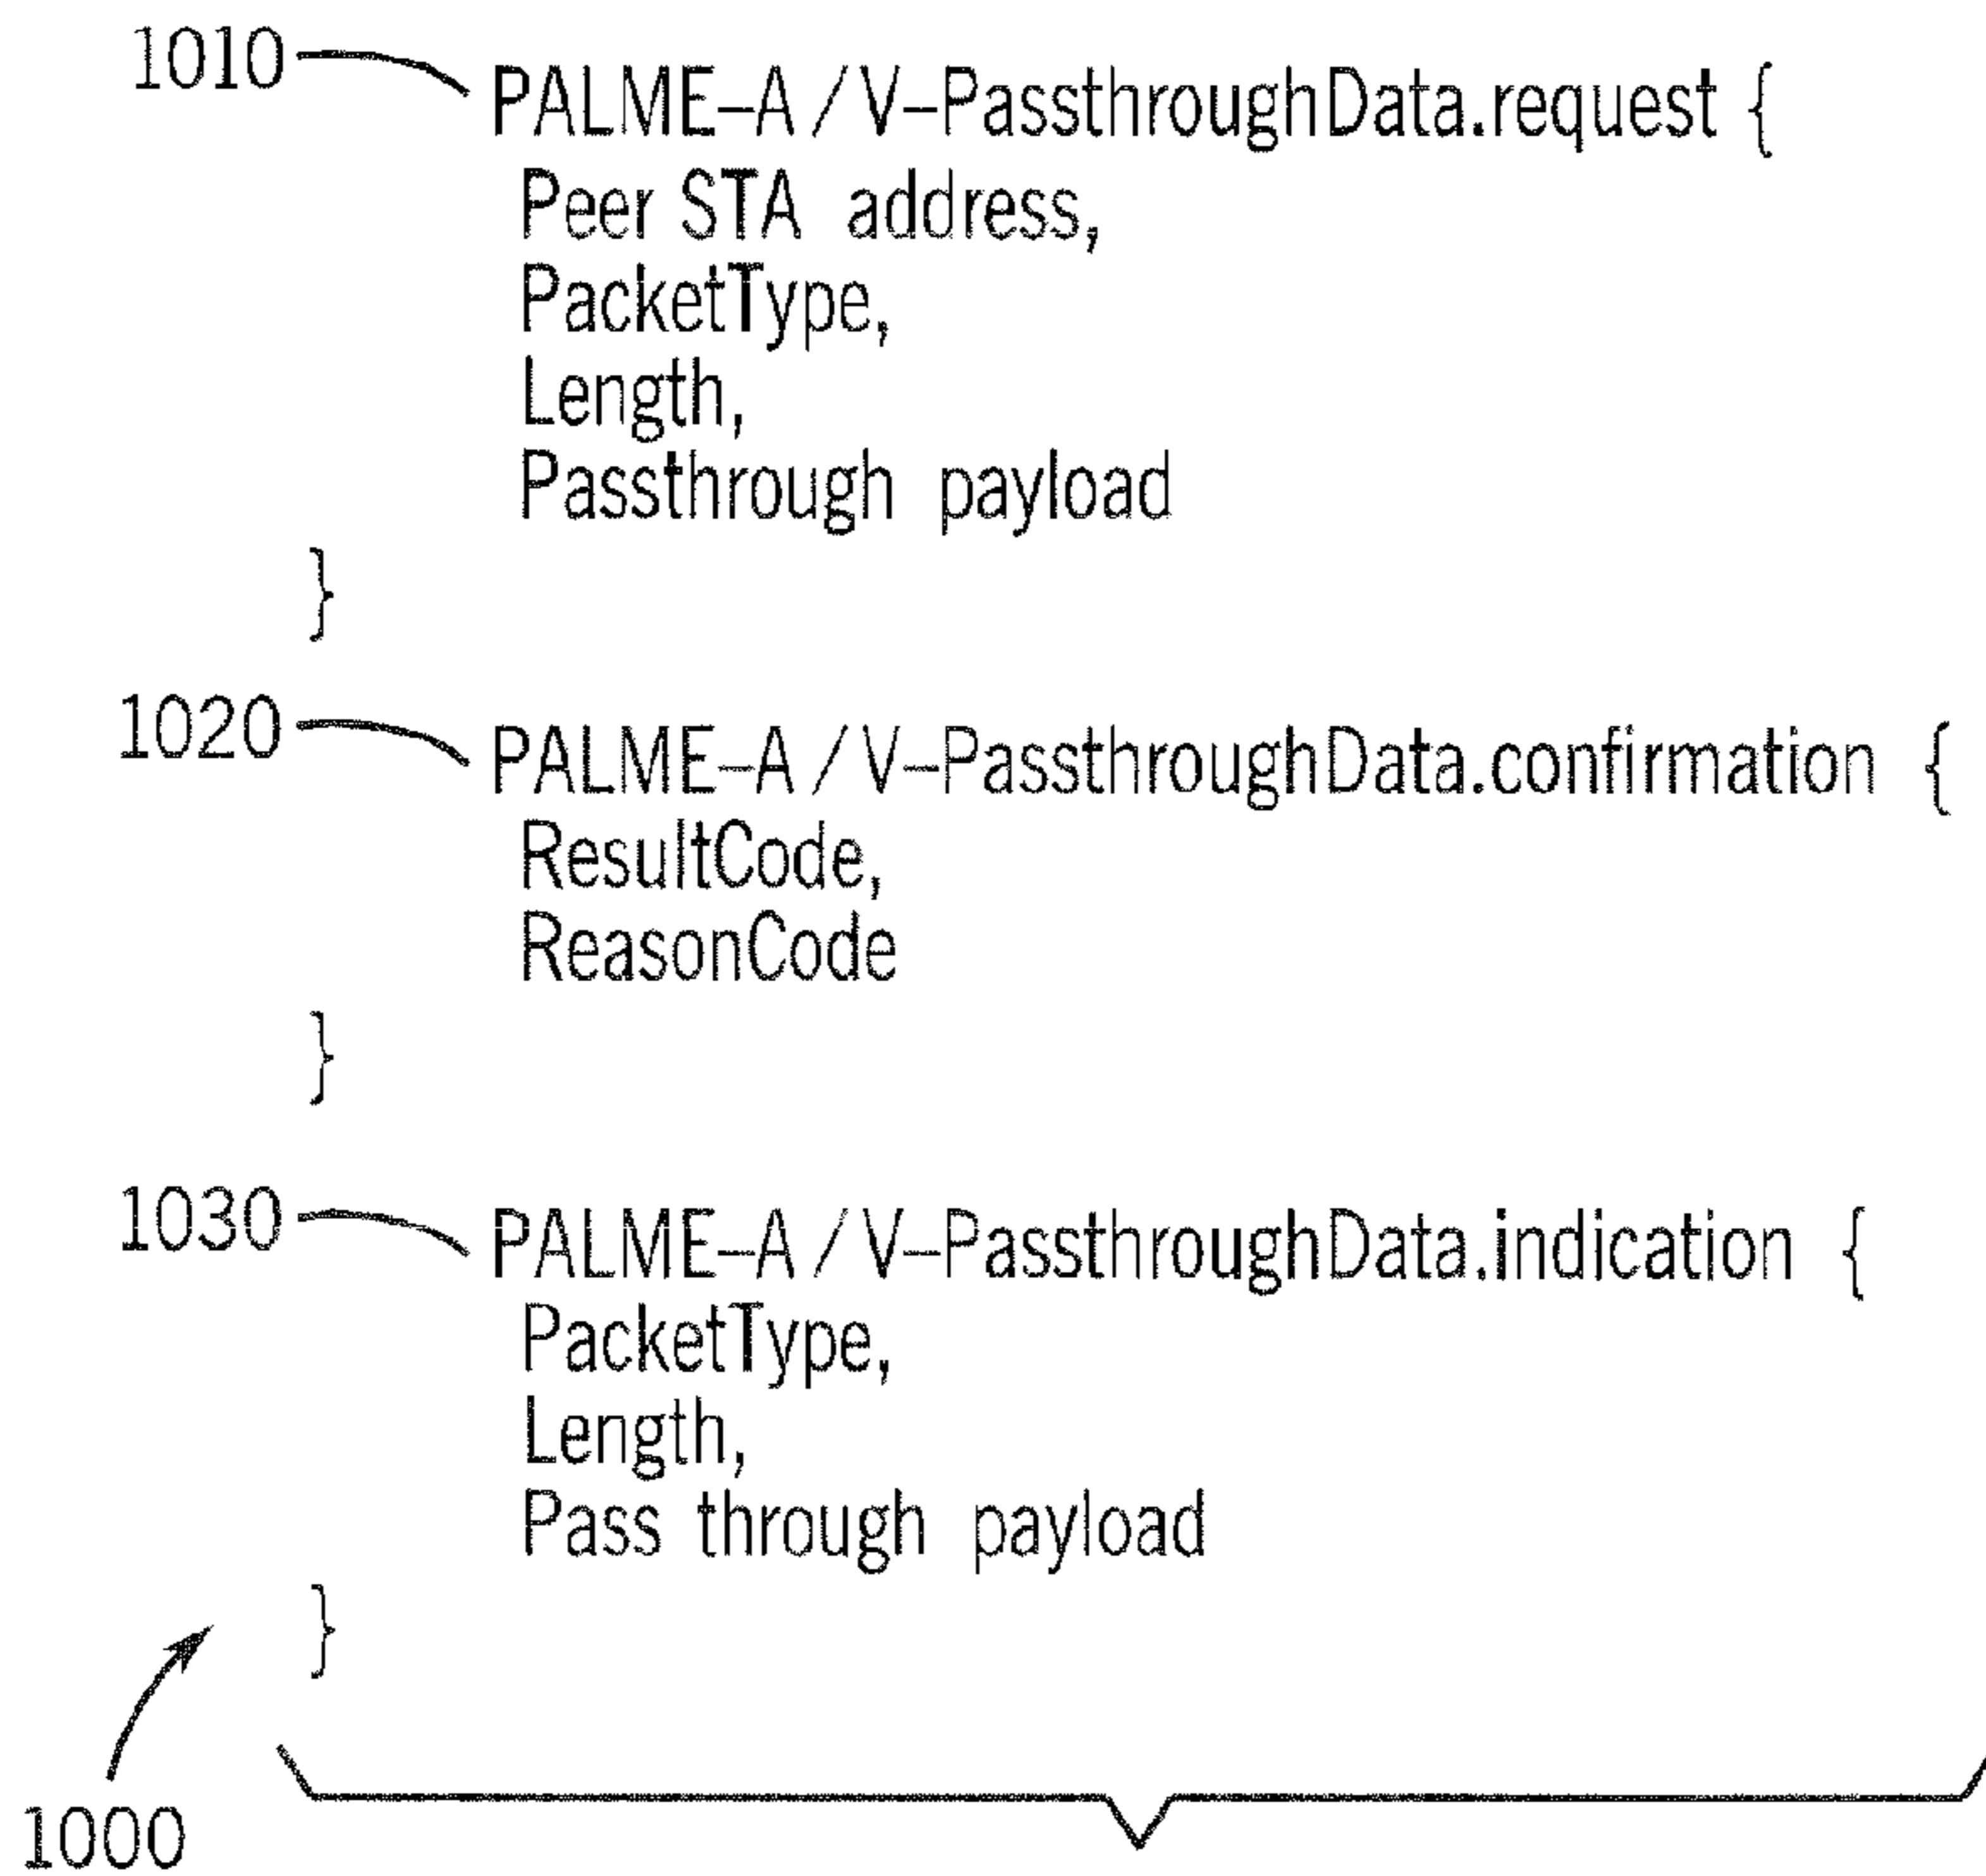 1010 PALME–A / V–PassthroughData.request {
Peer STA address,
PacketType,
Length,
Passthrough payload
}
1020 PALME–A / V–PassthroughData.confirmation {
ResultCode,
ReasonCode
}
1030 PALME–A / V–PassthroughData.indication {
PacketType,
Length,
Pass through payload
}
1000